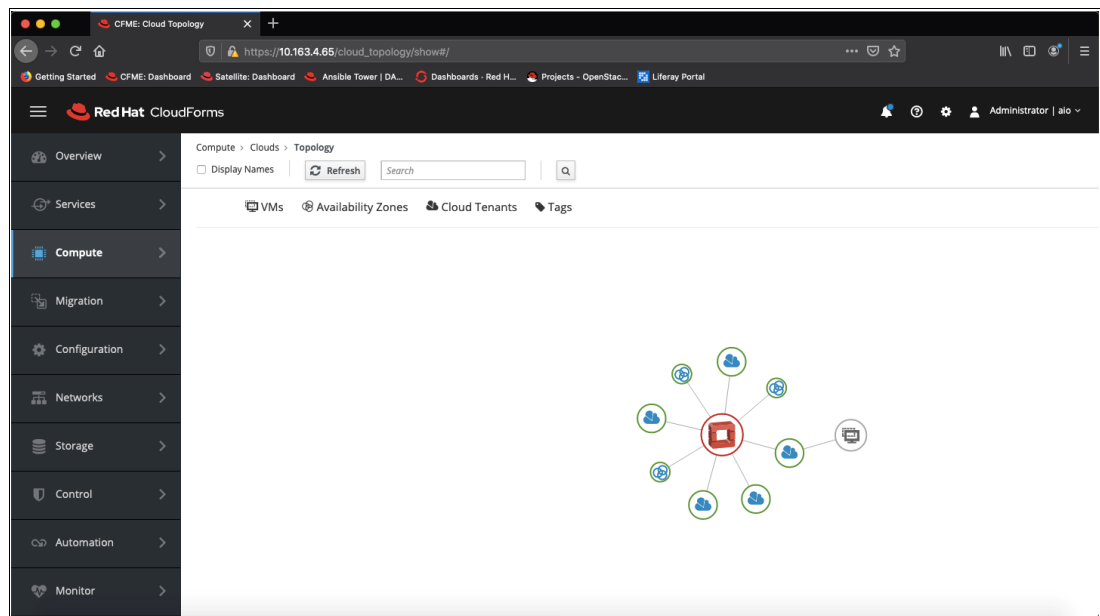 CFME: Cloud Topology
https://10.163.4.65/cloud_topology/show#/
Getting Started CFME: Dashboard Satellite: Dashboard Ansible Tower | DA... Dashboards - Red H... Projects - OpenStac... Liferay Portal
Red Hat CloudForms Administrator | aio
Compute > Clouds > Topology
Display Names Refresh Search
VMs Availability Zones Cloud Tenants Tags
Overview
Services
Compute
Migration
Configuration
Networks
Storage
Control
Automation
Monitor